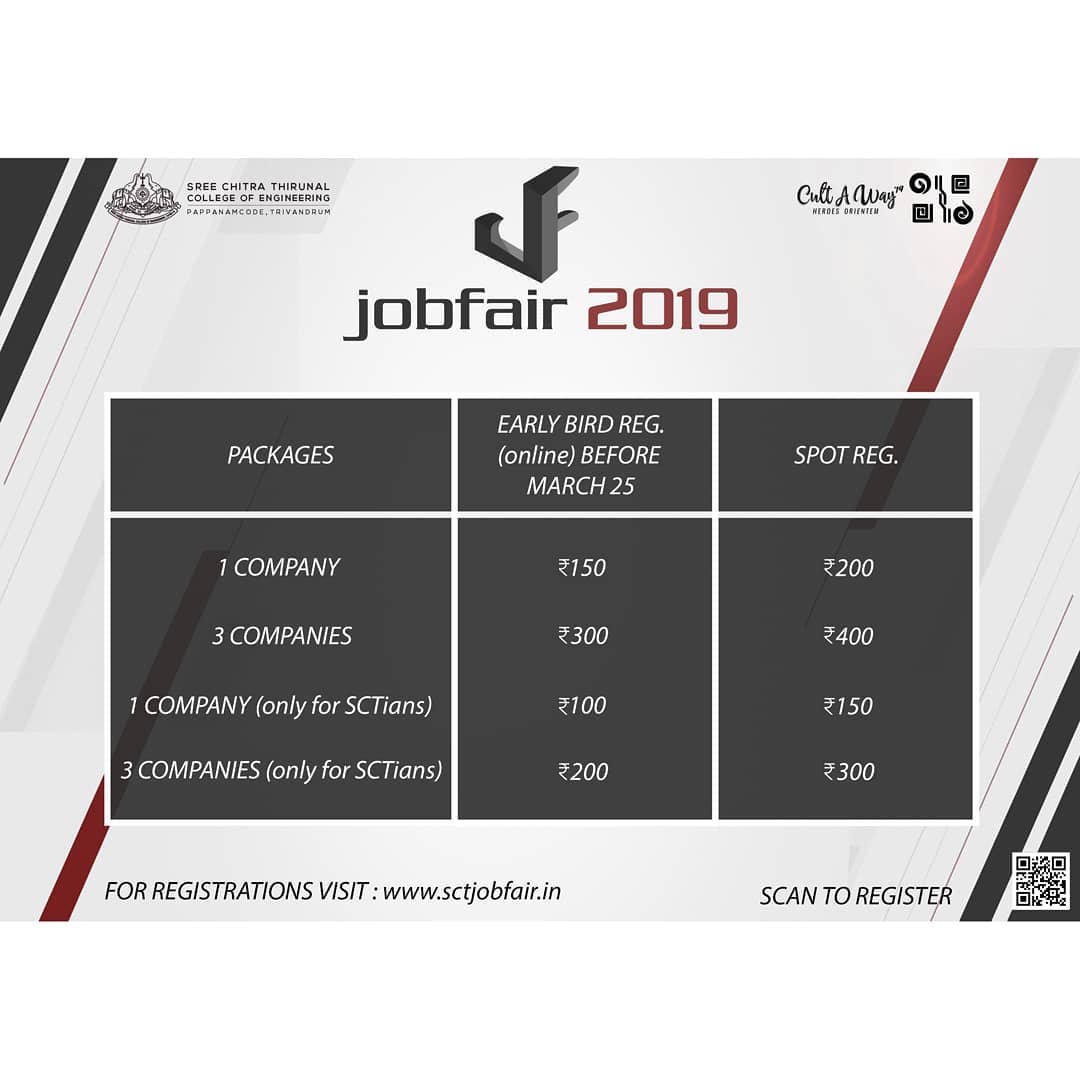 SREE CHITRA THIRUNAL
COLLEGE OF ENGINEERING
PAPPANAMCODE, TRIVANDRUM
Cult A Way'19
HEROES ORIENTEM
JF
jobfair 2019
PACKAGES
EARLY BIRD REG.
(online) BEFORE
MARCH 25
SPOT REG.
1 COMPANY ₹150 ₹200
3 COMPANIES ₹300 ₹400
1 COMPANY (only for SCTians) ₹100 ₹150
3 COMPANIES (only for SCTians) ₹200 ₹300
FOR REGISTRATIONS VISIT : www.sctjobfair.in
SCAN TO REGISTER